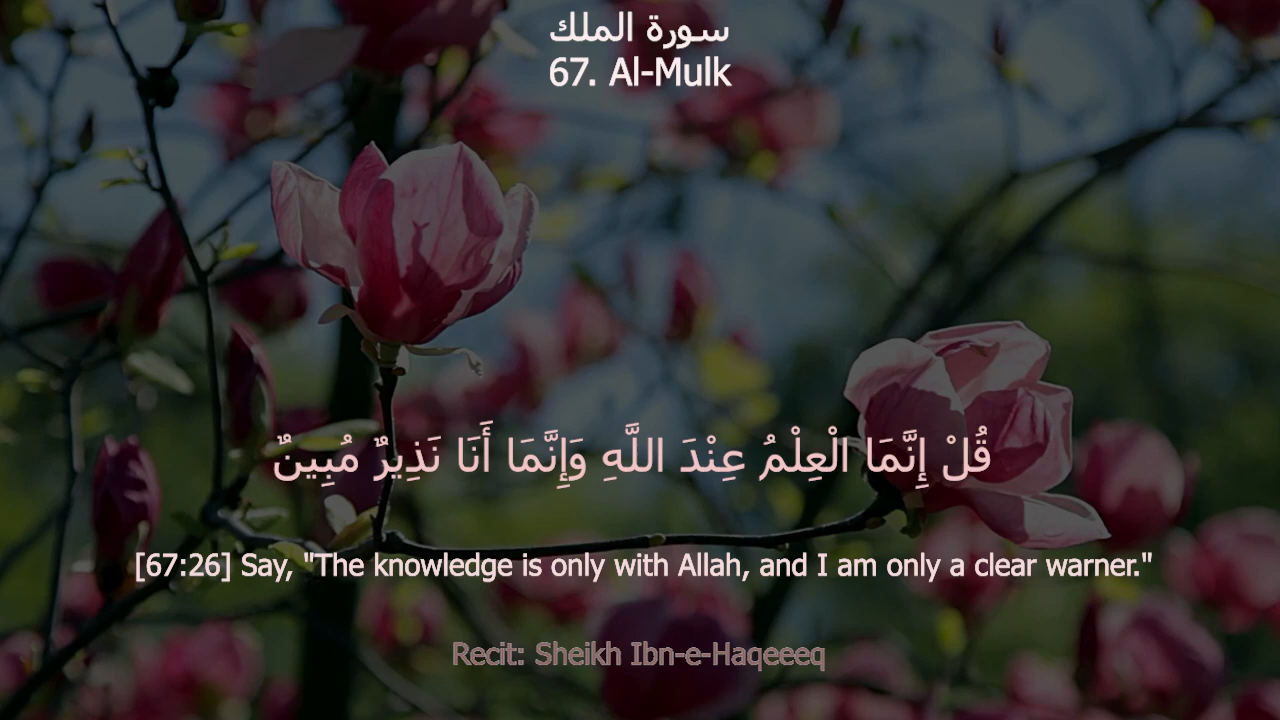 سورة الملك
67. Al-Mulk
قُلْ إِنَّمَا الْعِلْمُ عِنْدَ اللَّهِ وَإِنَّمَا أَنَا نَذِيرٌ مُبِينٌ
[67:26] Say, "The knowledge is only with Allah, and I am only a clear warner."
Recit: Sheikh Ibn-e-Haqeeeq